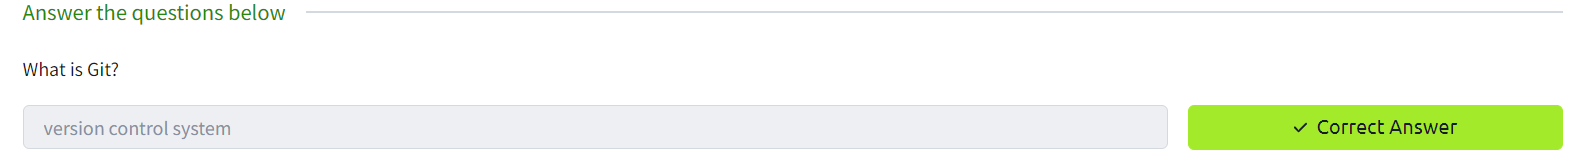 Answer the questions below
What is Git?
version control system
Correct Answer